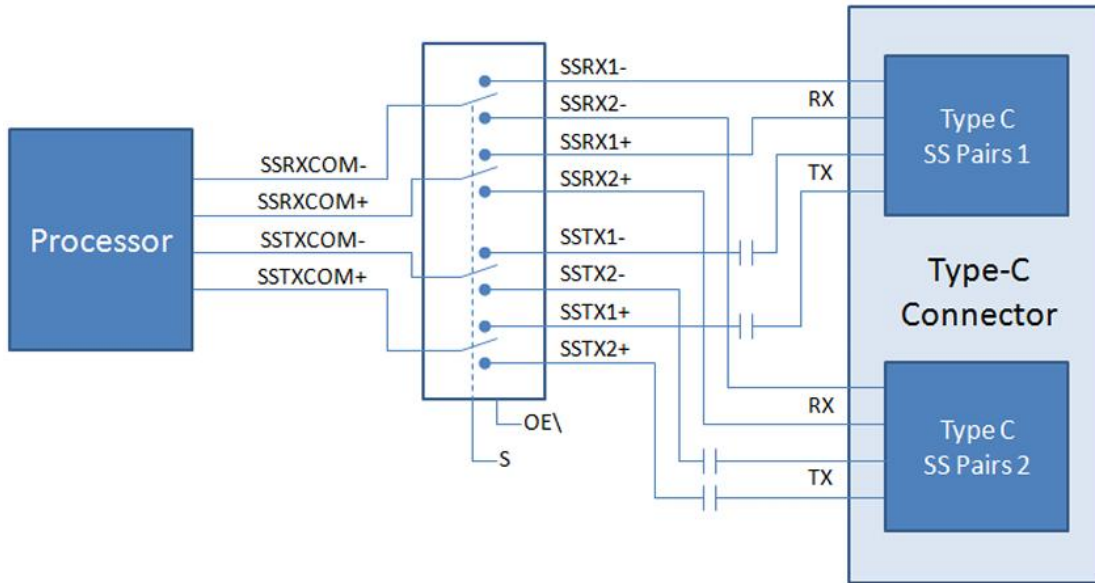 Processor
SSRXCOM-
SSRXCOM+
SSTXCOM-
SSTXCOM+
SSRX1-
SSRX2-
SSRX1+
SSRX2+
SSTX1-
SSTX2-
SSTX1+
SSTX2+
OE\
S
RX
TX
RX
TX
Type C
SS Pairs 1
Type-C
Connector
Type C
SS Pairs 2